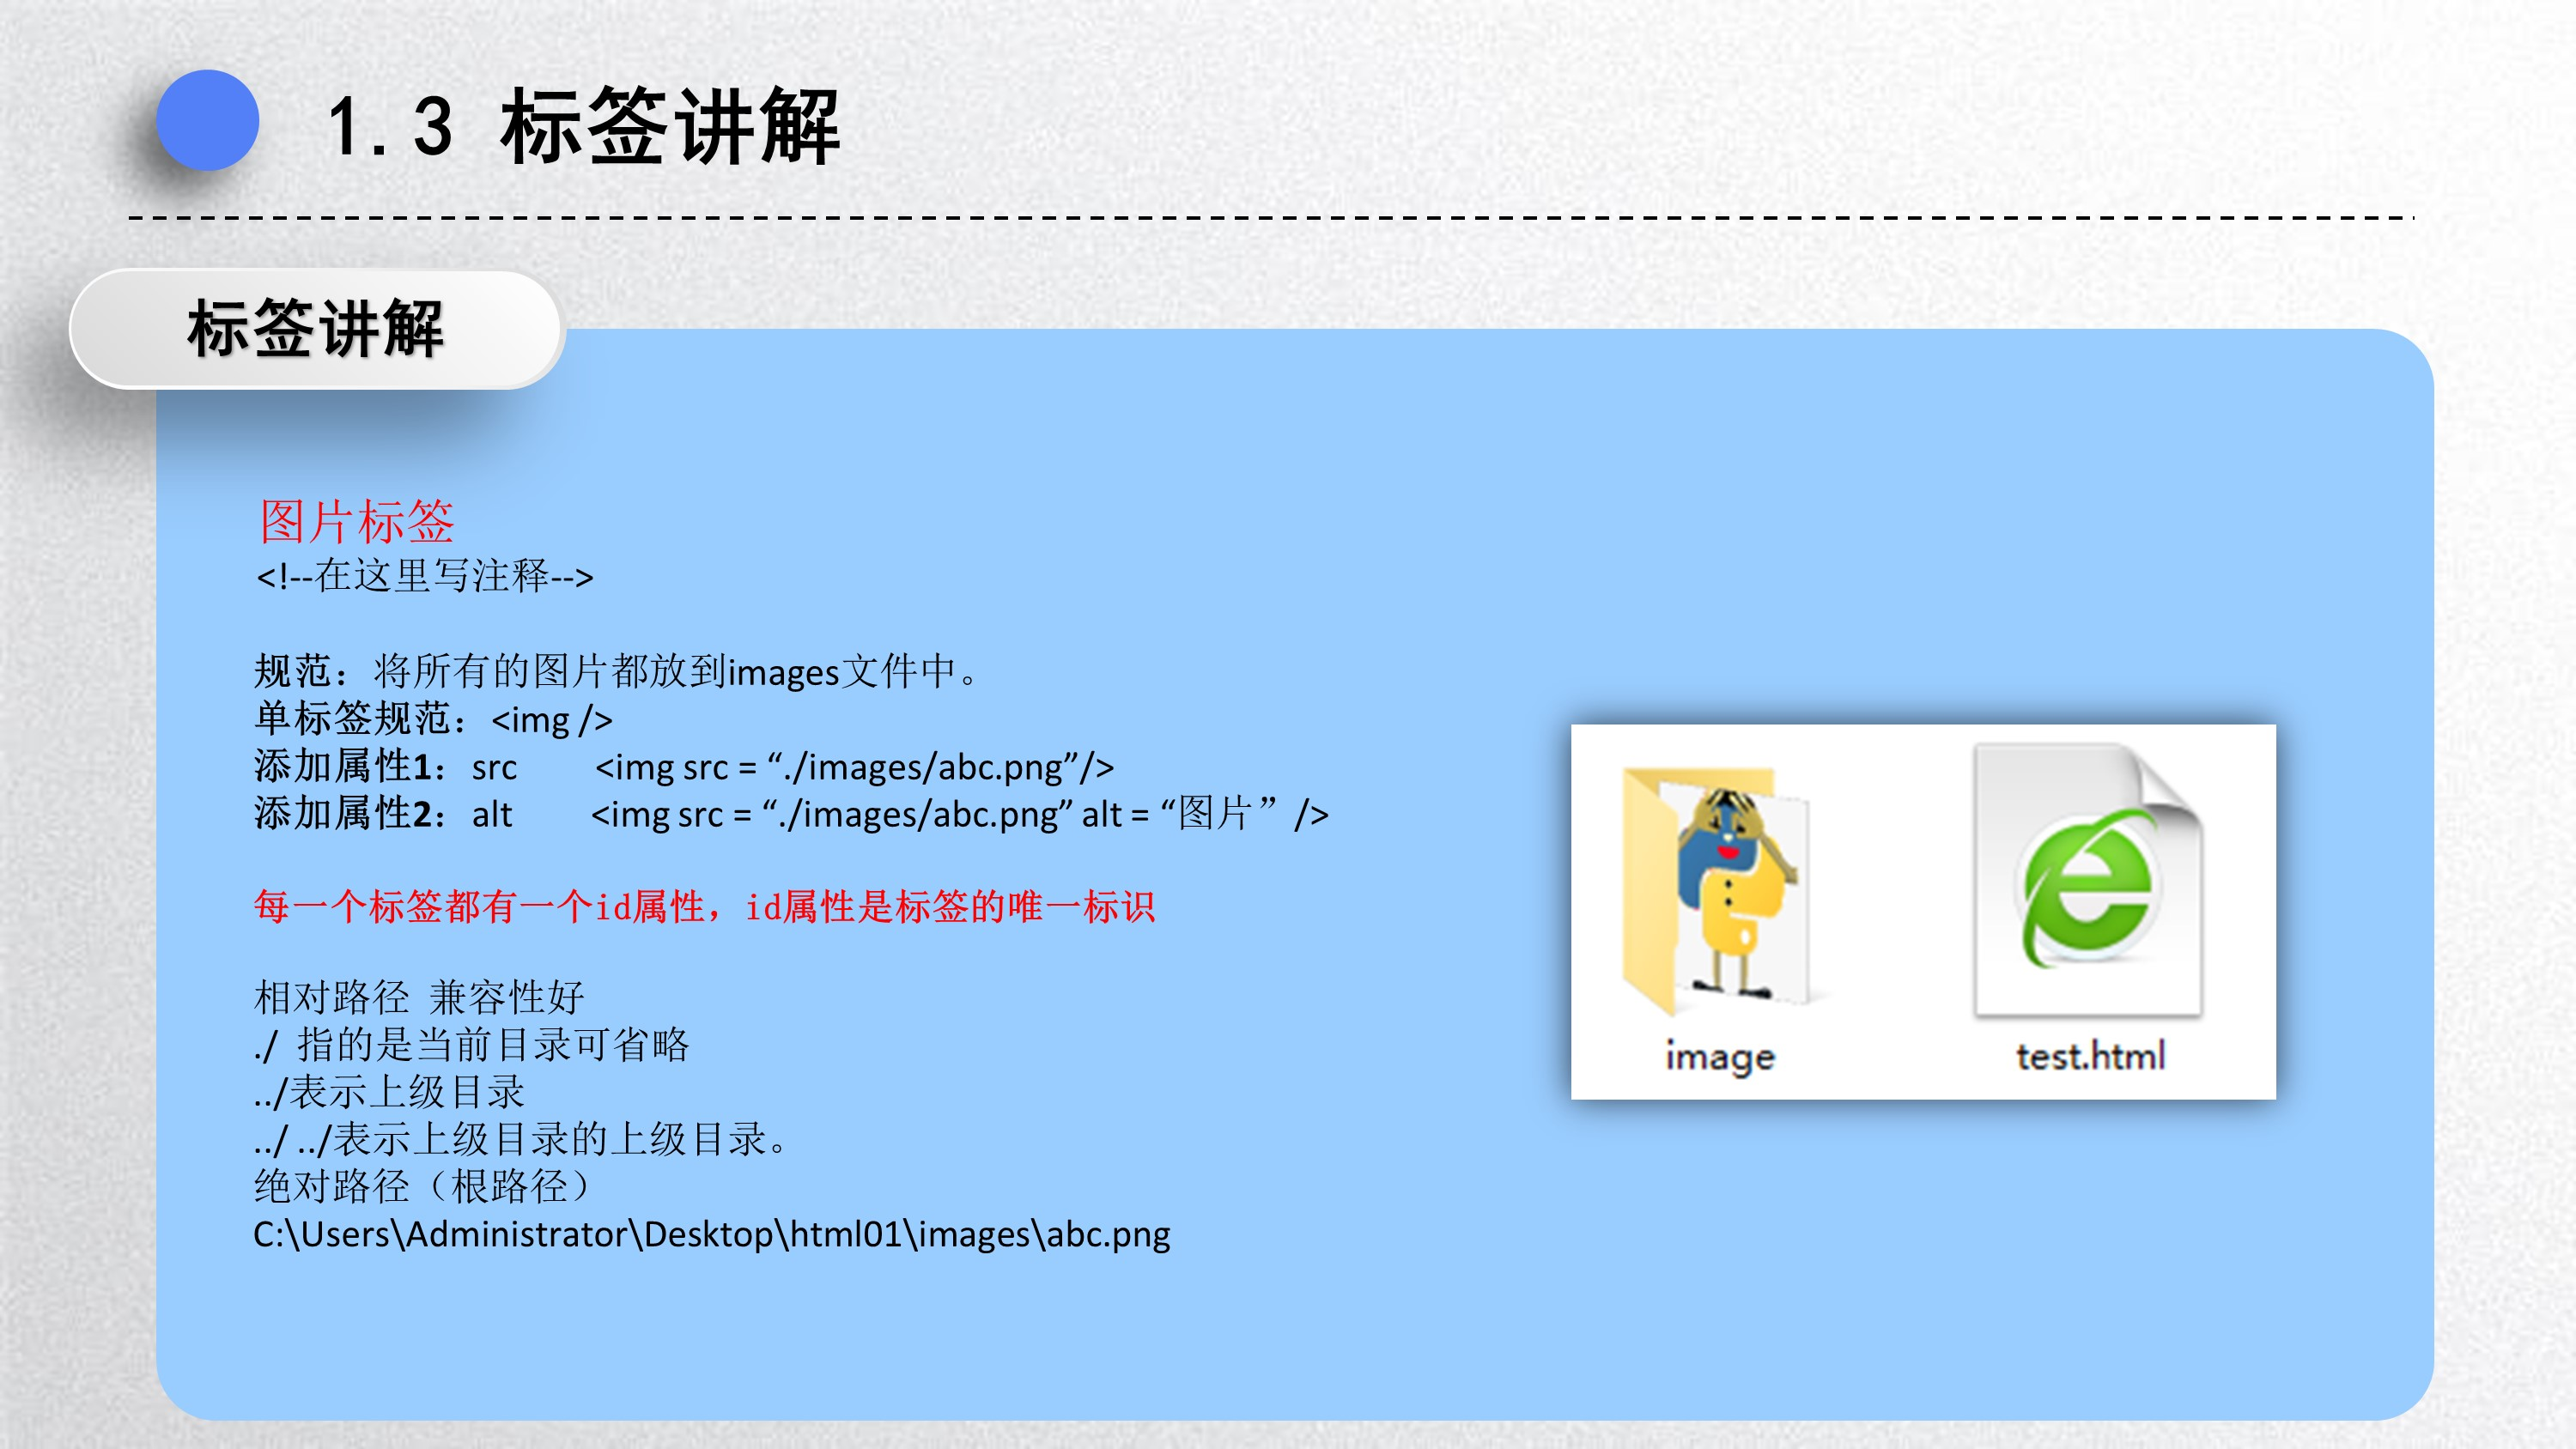 1.3 标签讲解
标签讲解
图片标签
<!--在这里写注释-->
规范：将所有的图片都放到images文件中。
单标签规范：<img />
添加属性1：src <img src = “./images/abc.png”/>
添加属性2：alt <img src = “./images/abc.png” alt = “图片” />
每一个标签都有一个id属性，id属性是标签的唯一标识
相对路径 兼容性好
./ 指的是当前目录可省略
../表示上级目录
../ ../表示上级目录的上级目录。
绝对路径（根路径）
C:\Users\Administrator\Desktop\html01\images\abc.png
image
test.html